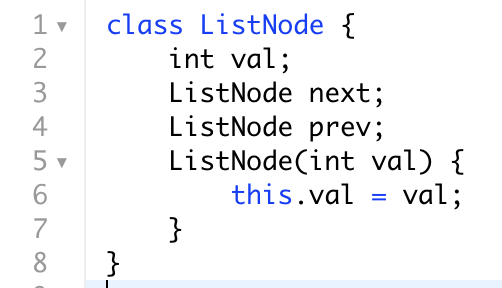 1 class ListNode {
2     int val;
3     ListNode next;
4     ListNode prev;
5     ListNode(int val) {
6         this.val = val;
7     }
8 }